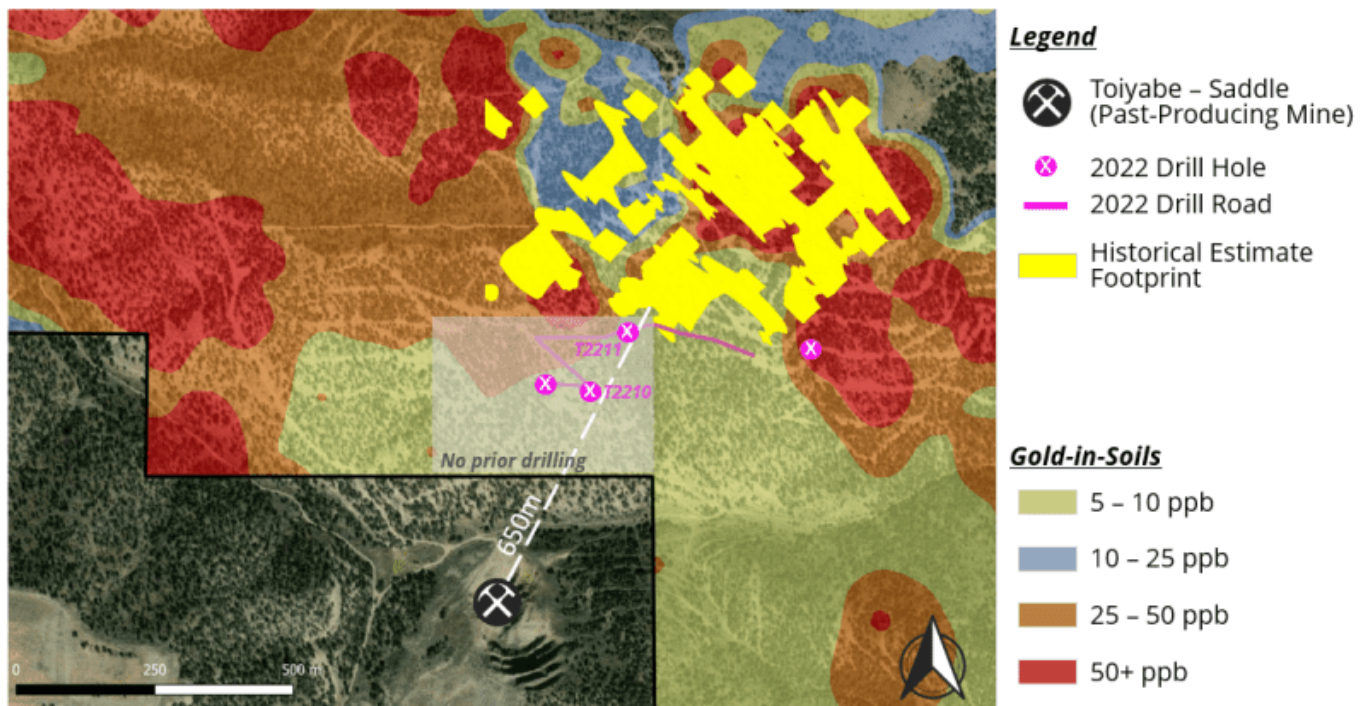 T2211
T2210
No prior drilling
650m
0 250 500 m
Legend
Toiyabe – Saddle
(Past-Producing Mine)
2022 Drill Hole
2022 Drill Road
Historical Estimate
Footprint
Gold-in-Soils
5 – 10 ppb
10 – 25 ppb
25 – 50 ppb
50+ ppb